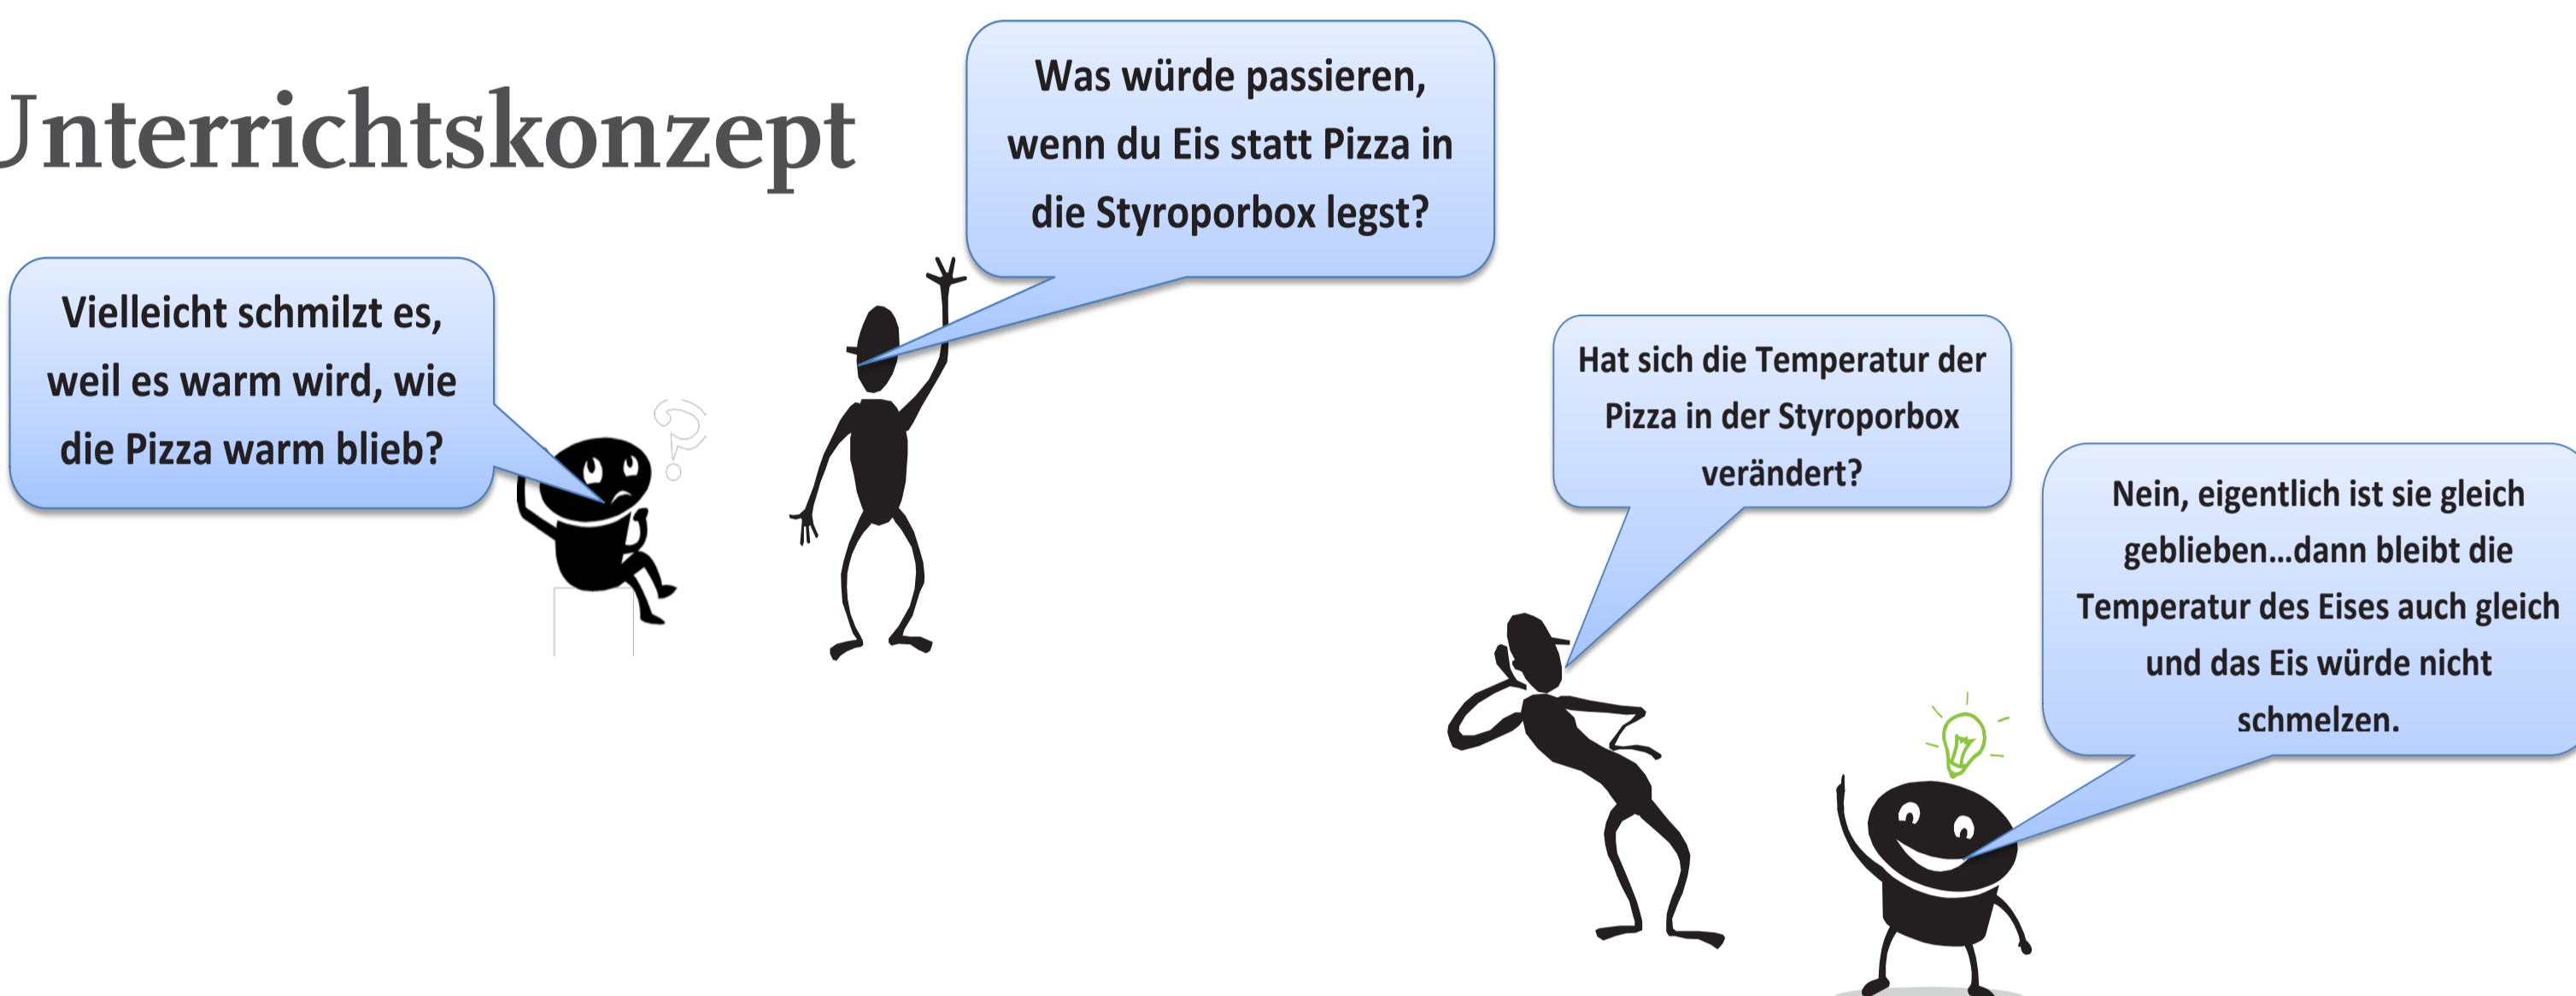 Unterrichtskonzept
Was würde passieren,
wenn du Eis statt Pizza in
die Styroporbox legst?
Vielleicht schmilzt es,
weil es warm wird, wie
die Pizza warm blieb?
Hat sich die Temperatur der
Pizza in der Styroporbox
verändert?
Nein, eigentlich ist sie gleich
geblieben...dann bleibt die
Temperatur des Eises auch gleich
und das Eis würde nicht
schmelzen.